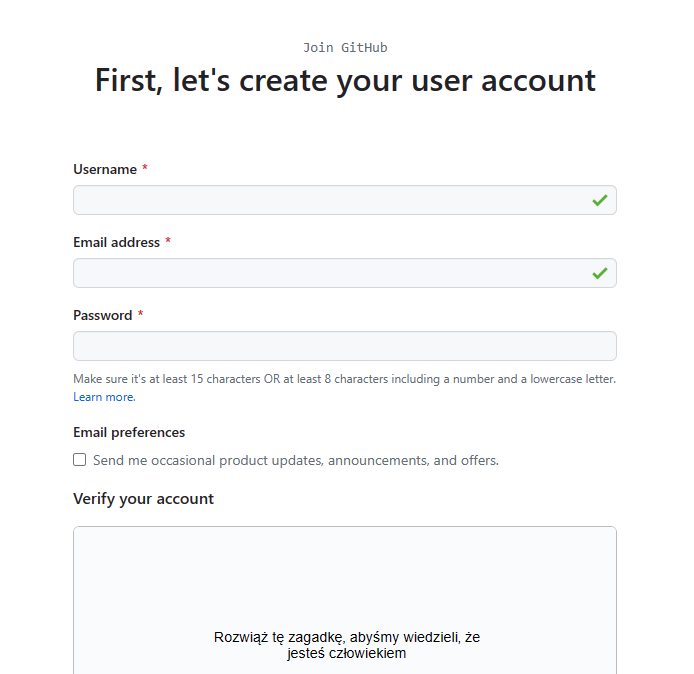 Join GitHub
First, let's create your user account
Username *
Email address *
Password *
Make sure it's at least 15 characters OR at least 8 characters including a number and a lowercase letter.
Learn more.
Email preferences
Send me occasional product updates, announcements, and offers.
Verify your account
Rozwiąż tę zagadkę, abyśmy wiedzieli, że
jesteś człowiekiem